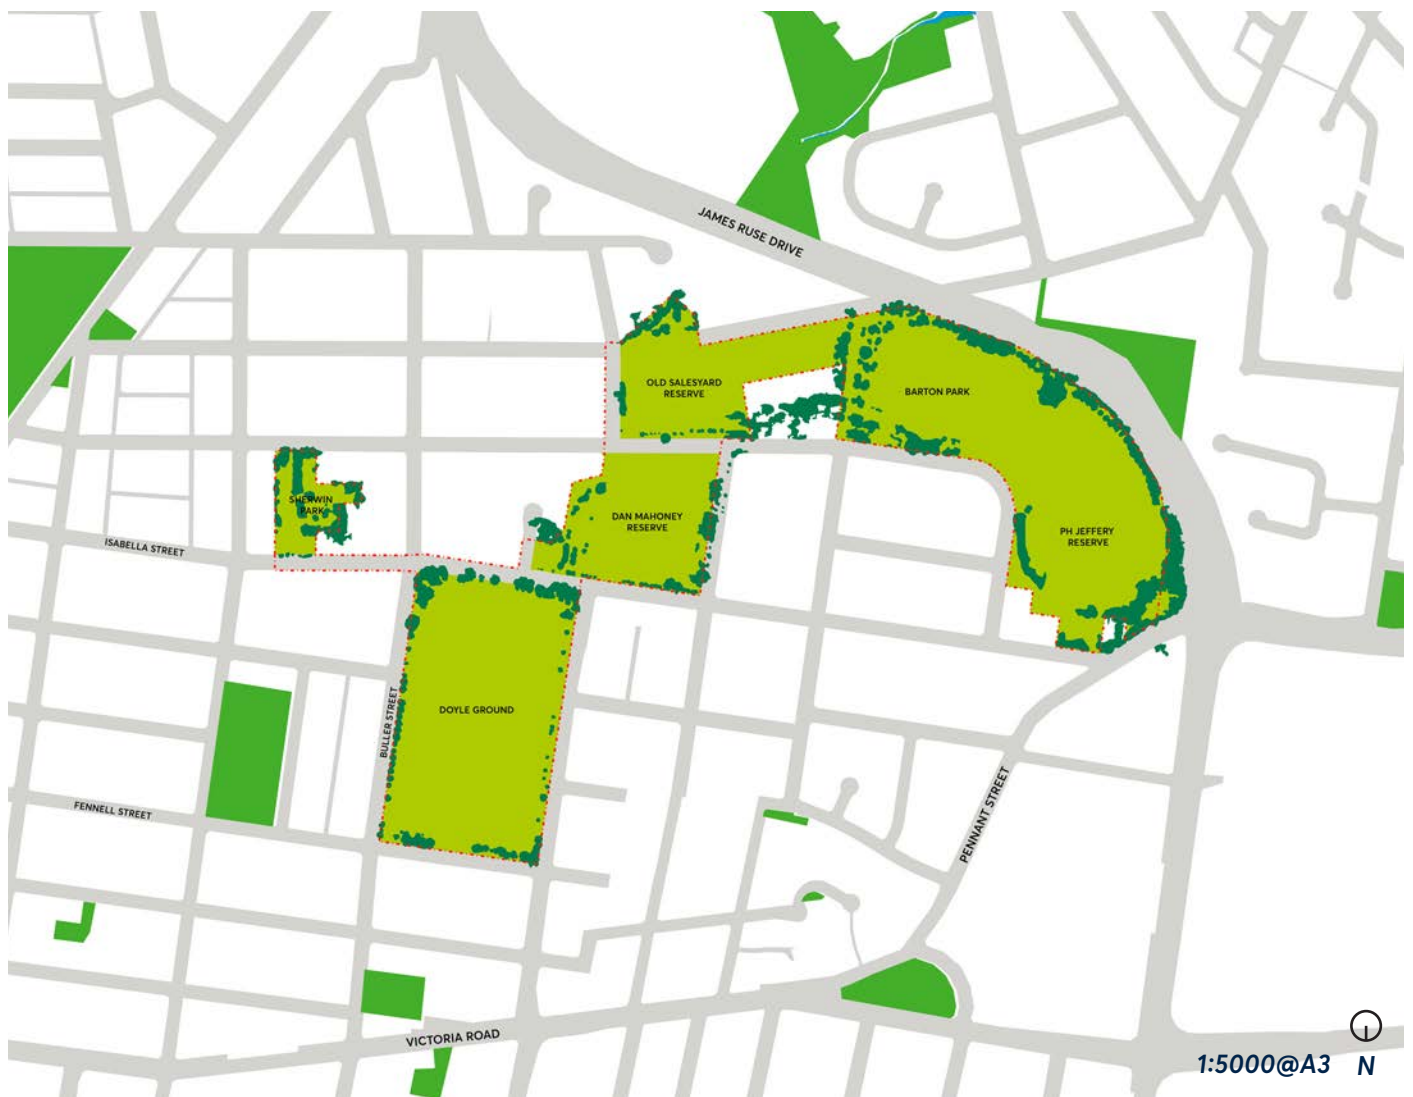 JAMES RUSE DRIVE
OLD SALESYARD
RESERVE
BARTON PARK
SHERWIN
PARK
DAN MAHONEY
RESERVE
PH JEFFERY
RESERVE
ISABELLA STREET
DOYLE GROUND
BULLER STREET
FENNELL STREET
PENNANT STREET
VICTORIA ROAD
1:5000@A3
N